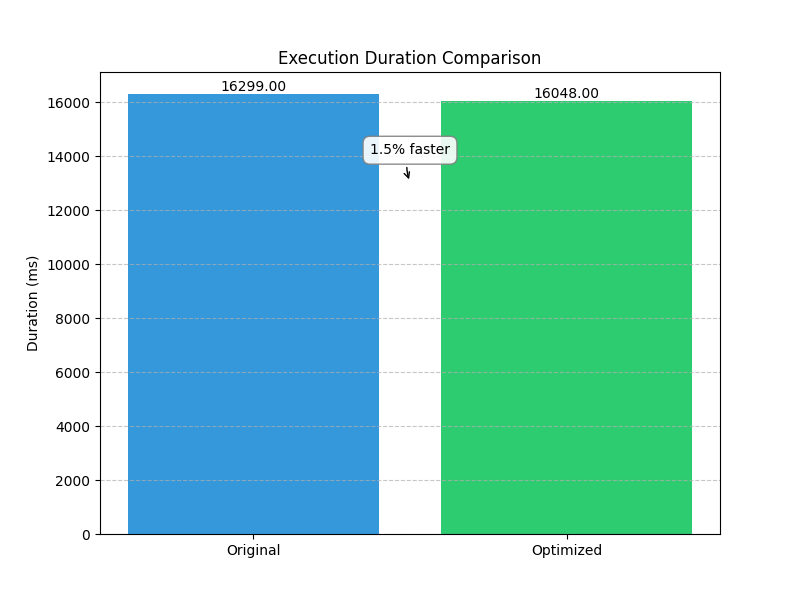 Execution Duration Comparison
16299.00
16048.00
1.5% faster
16000
14000
12000
10000
8000
6000
4000
2000
0
Duration (ms)
Original
Optimized